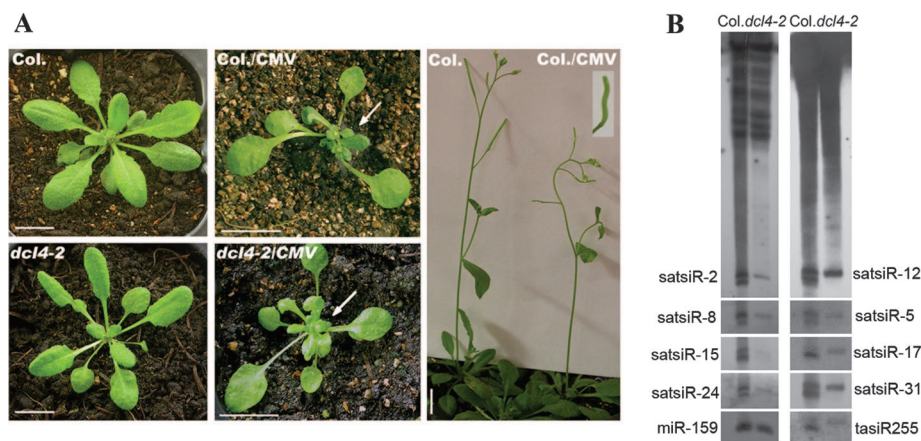 A
Col.
Col./CMV
Col.
Col./CMV
dcl4-2
dcl4-2/CMV
B
Col.dcl4-2 Col.dcl4-2
satsiR-2
satsiR-12
satsiR-8
satsiR-5
satsiR-15
satsiR-17
satsiR-24
satsiR-31
miR-159
tasiR255